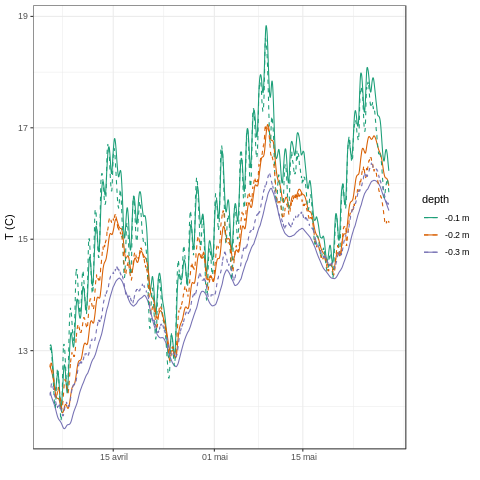 19
17
15
13
T (C)
15 avril
01 mai
15 mai
depth
-0.1 m
-0.2 m
-0.3 m